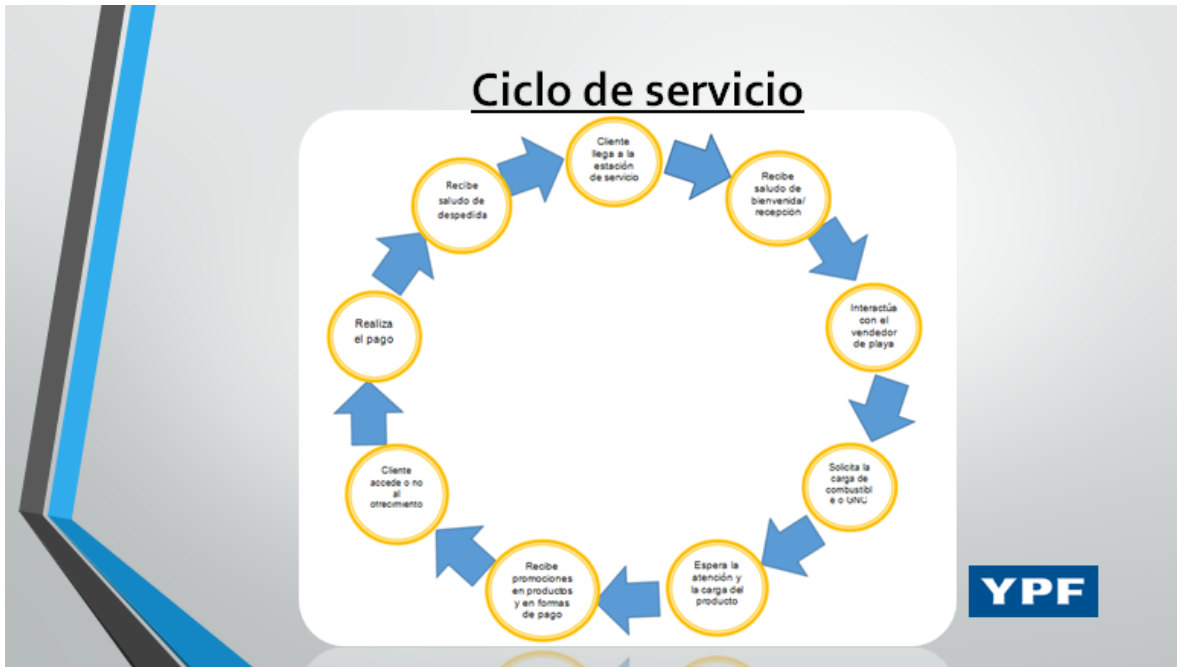 Ciclo de servicio
Cliente
llega a la
estación
de servicio
Recibe
saludo de
bienvenida/
recepción
Interactúa
con el
vendedor
de playa
Solicita la
carga de
combustibl
e o GNC
Espera la
atención y
la carga del
producto
Recibe
promociones
en productos
y en formas
de pago
Cliente
accede o no
al
ofrecimiento
Realiza
el pago
Recibe
saludo de
despedida
YPF